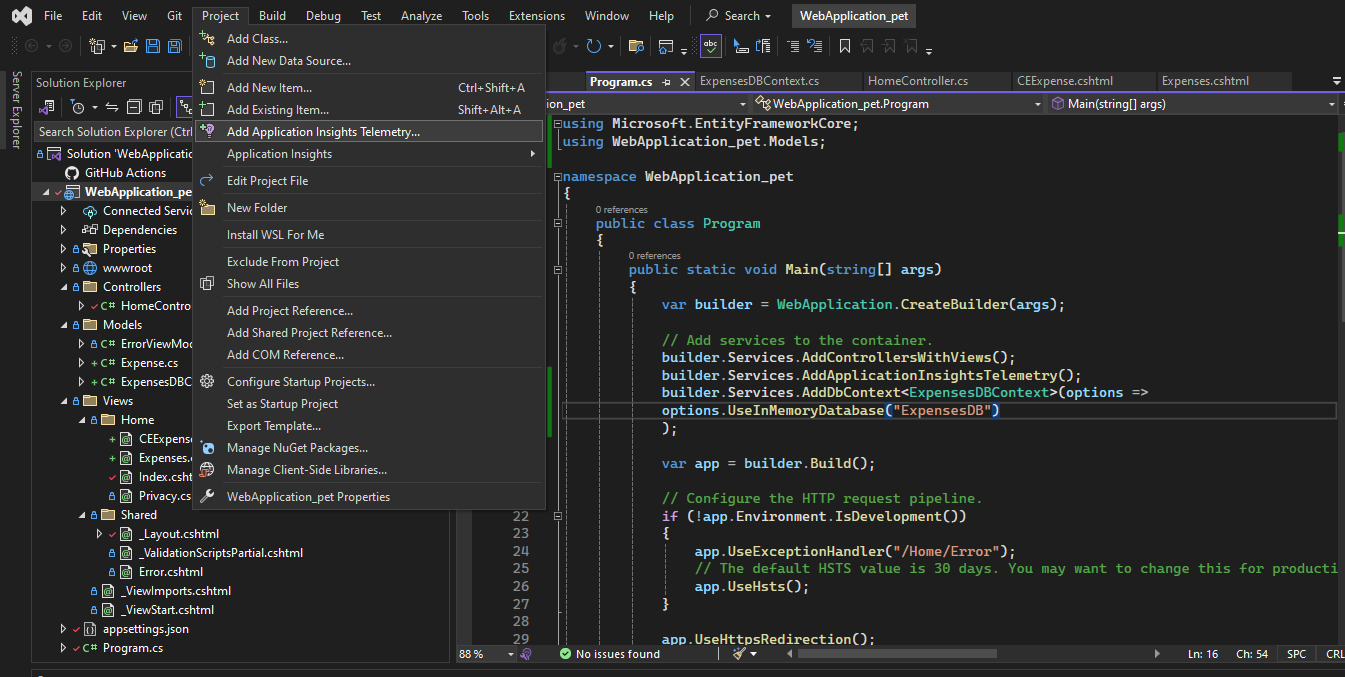 File Edit View Git Project Build Debug Test Analyze Tools Extensions Window Help Search WebApplication_pet
Server Explorer
Solution Explorer
Search Solution Explorer (Ctrl
Solution 'WebApplicatio
GitHub Actions
WebApplication_pe
Connected Servic
Dependencies
Properties
wwwroot
Controllers
C# HomeContro
Models
C# ErrorViewMod
C# Expense.cs
C# ExpensesDBC
Views
Home
CEExpense
Expenses.c
Index.csht
Privacy.cs
Shared
_Layout.cshtml
_ValidationScriptsPartial.cshtml
Error.cshtml
_ViewImports.cshtml
_ViewStart.cshtml
appsettings.json
C# Program.cs
Add Class...
Add New Data Source...
Add New Item... Ctrl+Shift+A
Add Existing Item... Shift+Alt+A
Add Application Insights Telemetry...
Application Insights
Edit Project File
New Folder
Install WSL For Me
Exclude From Project
Show All Files
Add Project Reference...
Add Shared Project Reference...
Add COM Reference...
Configure Startup Projects...
Set as Startup Project
Export Template...
Manage NuGet Packages...
Manage Client-Side Libraries...
WebApplication_pet Properties
abc
Program.cs ExpensesDBContext.cs HomeController.cs CEExpense.cshtml Expenses.cshtml
ion_pet WebApplication_pet.Program Main(string[] args)
using Microsoft.EntityFrameworkCore;
using WebApplication_pet.Models;
namespace WebApplication_pet
{
0 references
public class Program
{
0 references
public static void Main(string[] args)
{
var builder = WebApplication.CreateBuilder(args);
// Add services to the container.
builder.Services.AddControllersWithViews();
builder.Services.AddApplicationInsightsTelemetry();
builder.Services.AddDbContext<ExpensesDBContext>(options =>
options.UseInMemoryDatabase("ExpensesDB")
);
var app = builder.Build();
// Configure the HTTP request pipeline.
22 if (!app.Environment.IsDevelopment())
23 {
24 app.UseExceptionHandler("/Home/Error");
25 // The default HSTS value is 30 days. You may want to change this for producti
26 app.UseHsts();
27 }
28
29 app.UseHttpsRedirection();
88 % No issues found Ln: 16 Ch: 54 SPC CRL